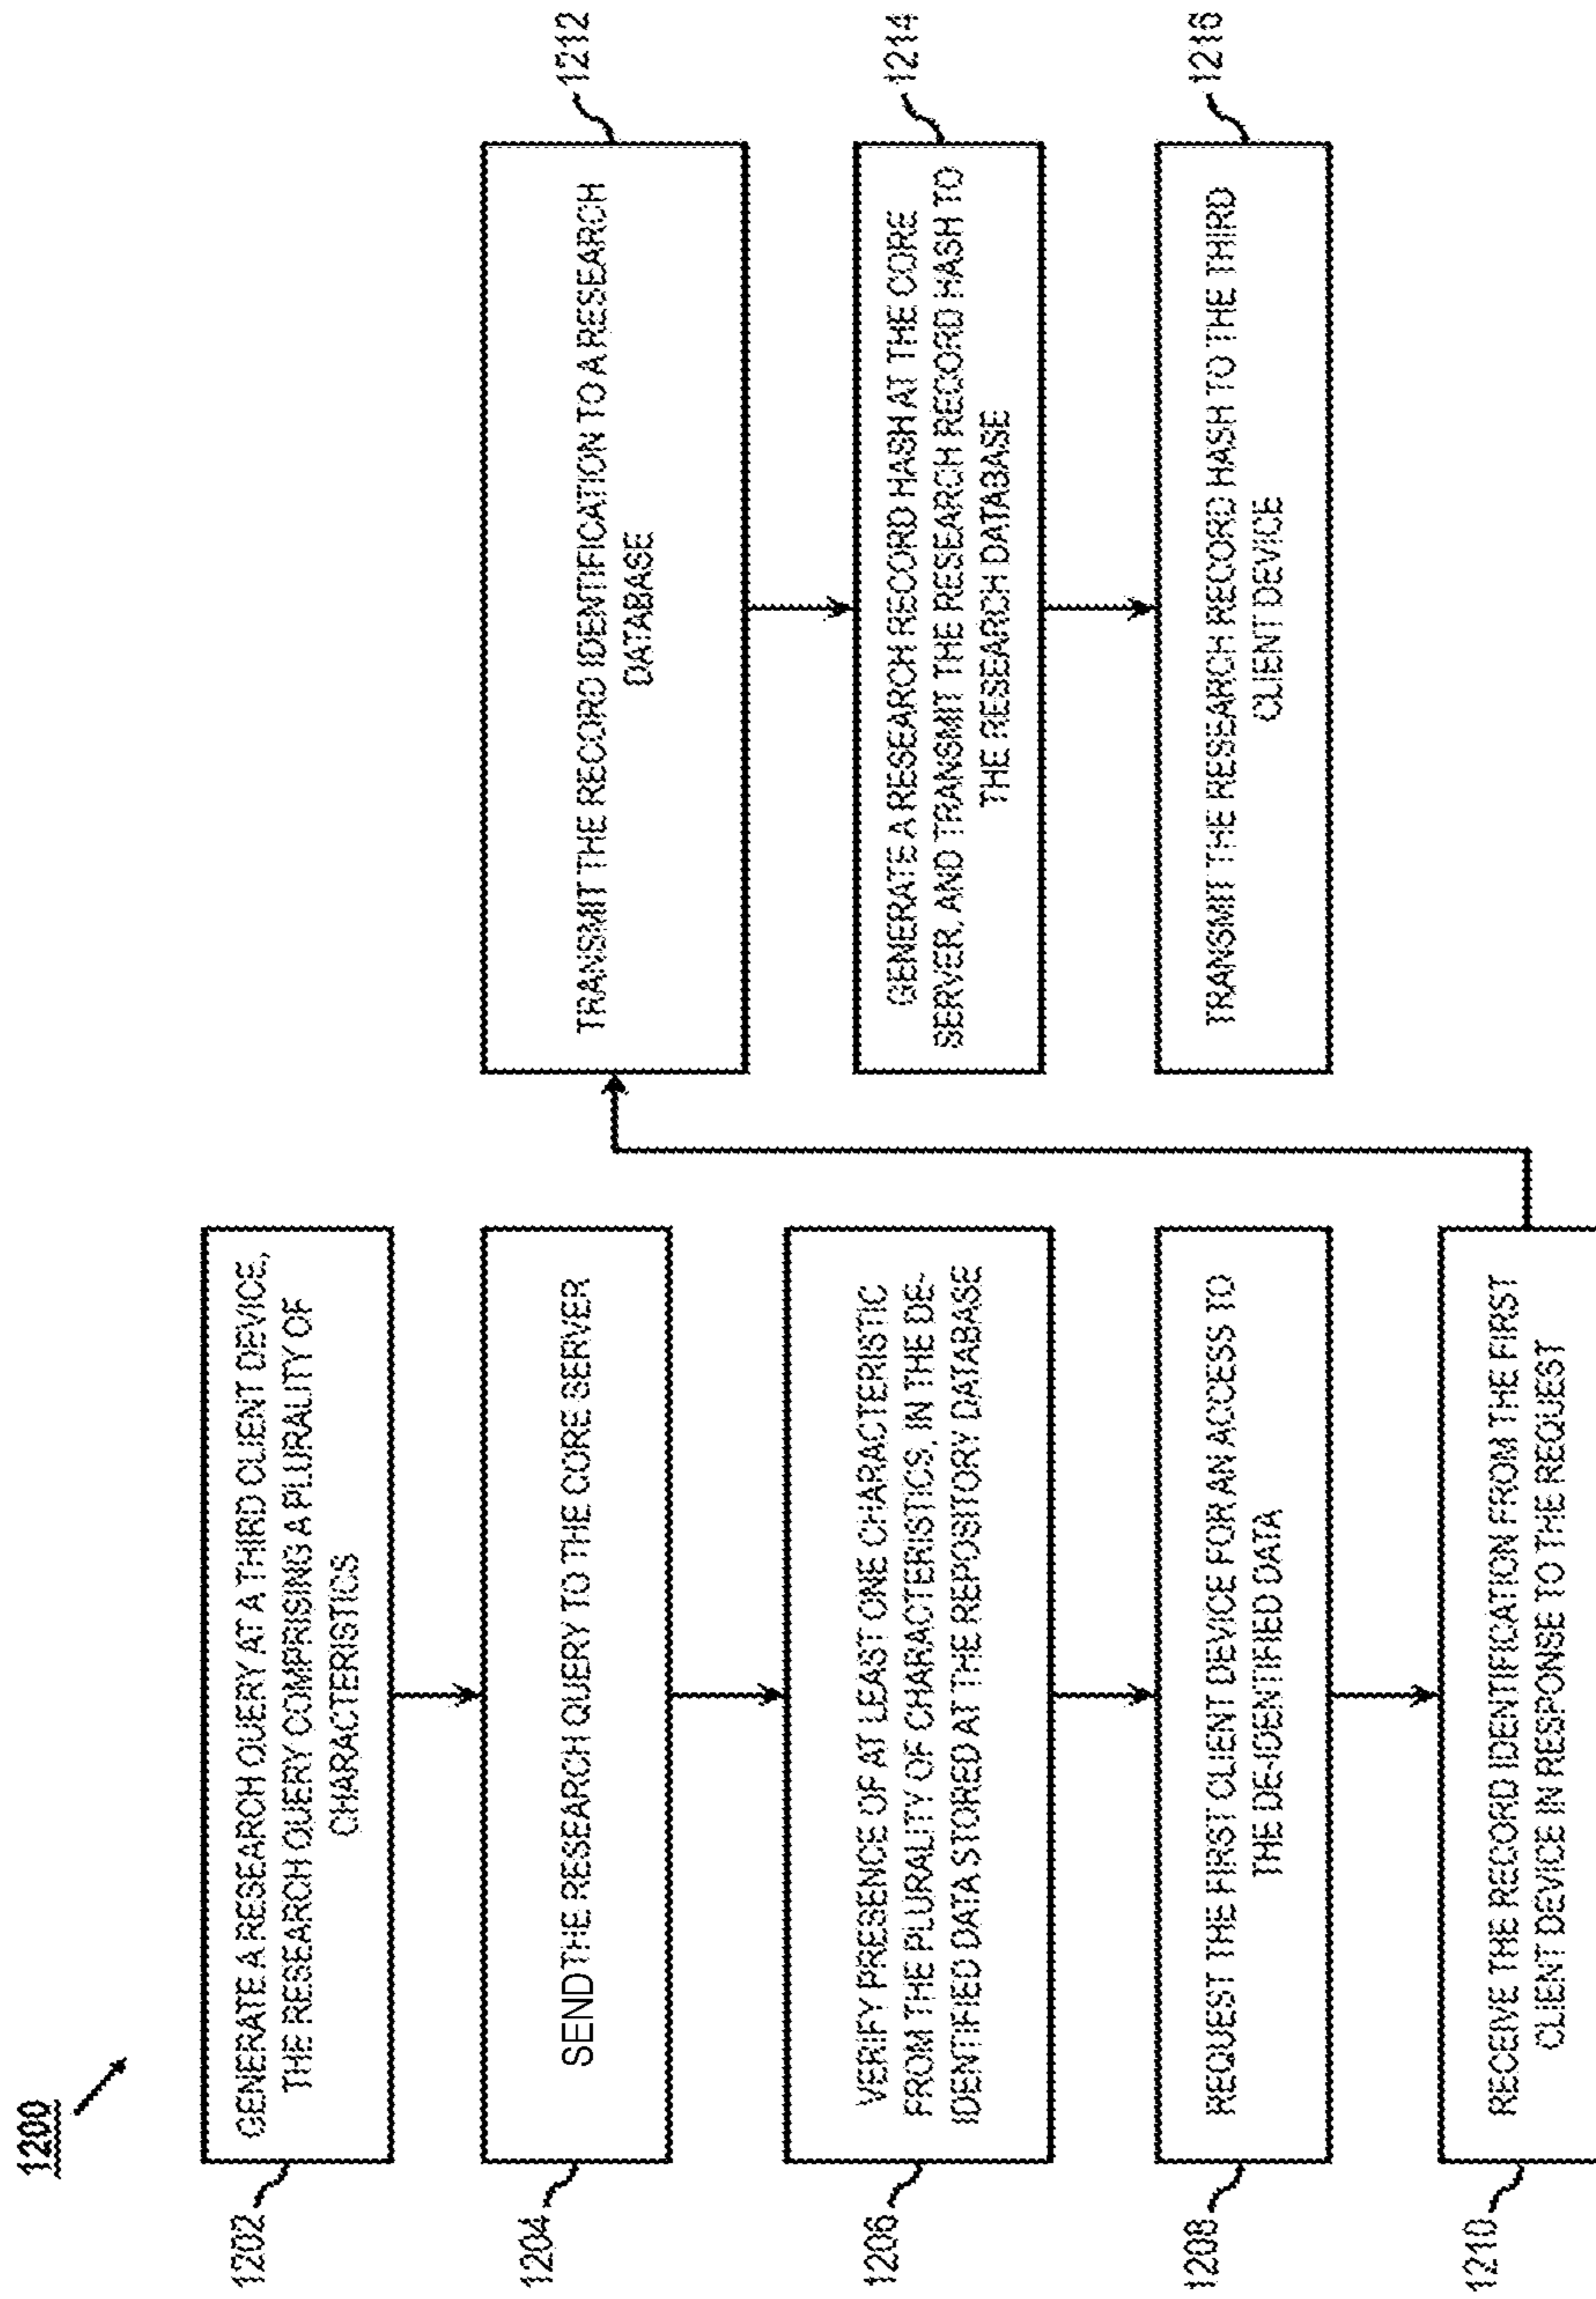 1200
1202
GENERATE A RESEARCH QUERY AT A THIRD CLIENT DEVICE,
THE RESEARCH QUERY COMPRISING A PLURALITY OF
CHARACTERISTICS
1204
SEND THE RESEARCH QUERY TO THE CORE SERVER
1206
VERIFY PRESENCE OF AT LEAST ONE CHARACTERISTIC
FROM THE PLURALITY OF CHARACTERISTICS, IN THE DE-
IDENTIFIED DATA STORED AT THE REPOSITORY DATABASE
1208
REQUEST THE FIRST CLIENT DEVICE FOR AN ACCESS TO
THE DE-IDENTIFIED DATA
1210
RECEIVE THE RECORD IDENTIFICATION FROM THE FIRST
CLIENT DEVICE IN RESPONSE TO THE REQUEST
1212
TRANSMIT THE RECORD IDENTIFICATION TO A RESEARCH
DATABASE
1214
GENERATE A RESEARCH RECORD HASH AT THE CORE
SERVER, AND TRANSMIT THE RESEARCH RECORD HASH TO
THE RESEARCH DATABASE
1216
TRANSMIT THE RESEARCH RECORD HASH TO THE THIRD
CLIENT DEVICE